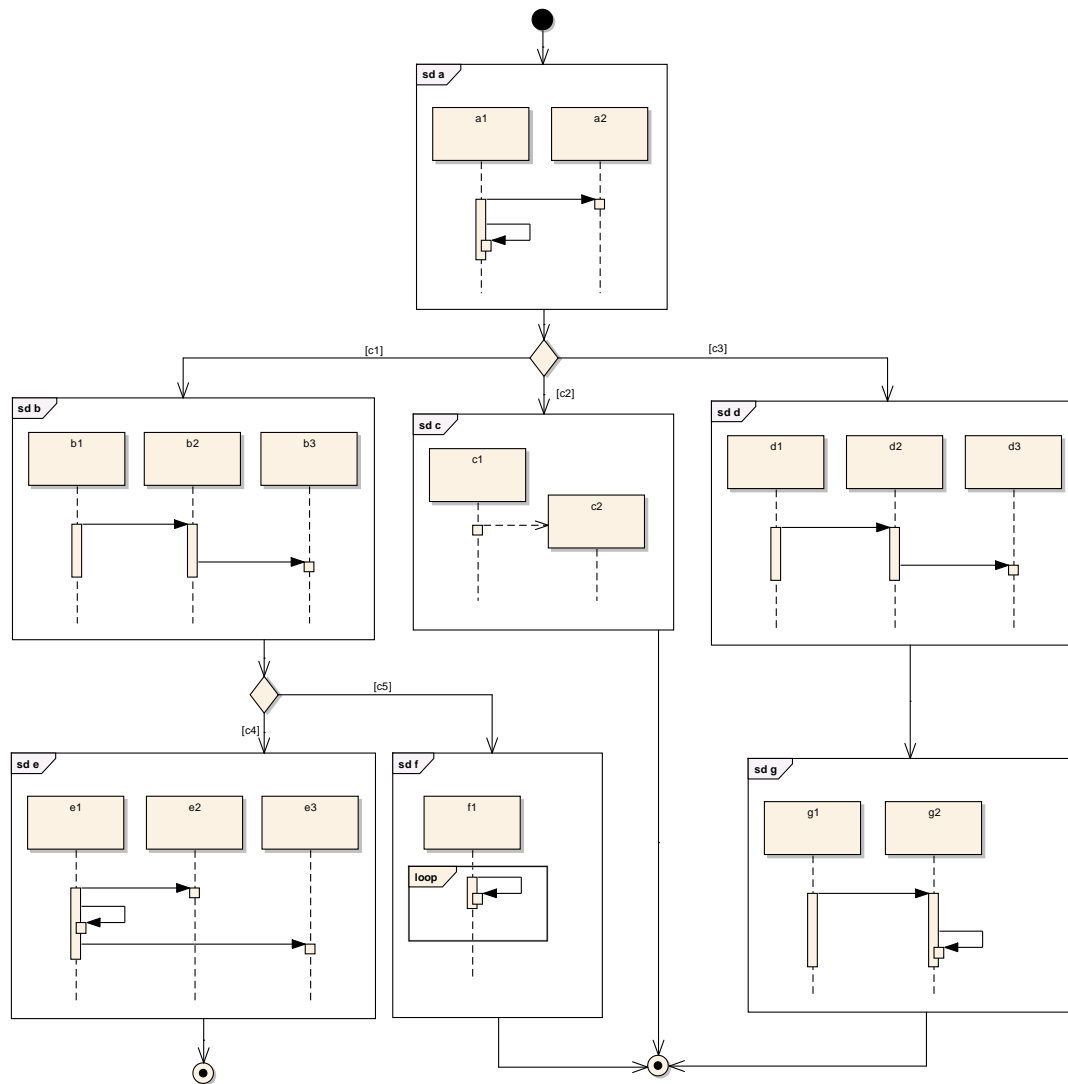 sd a
a1
a2
[c1]
[c3]
[c2]
sd b
b1
b2
b3
sd c
c1
c2
sd d
d1
d2
d3
[c5]
[c4]
sd e
e1
e2
e3
sd f
f1
loop
sd g
g1
g2